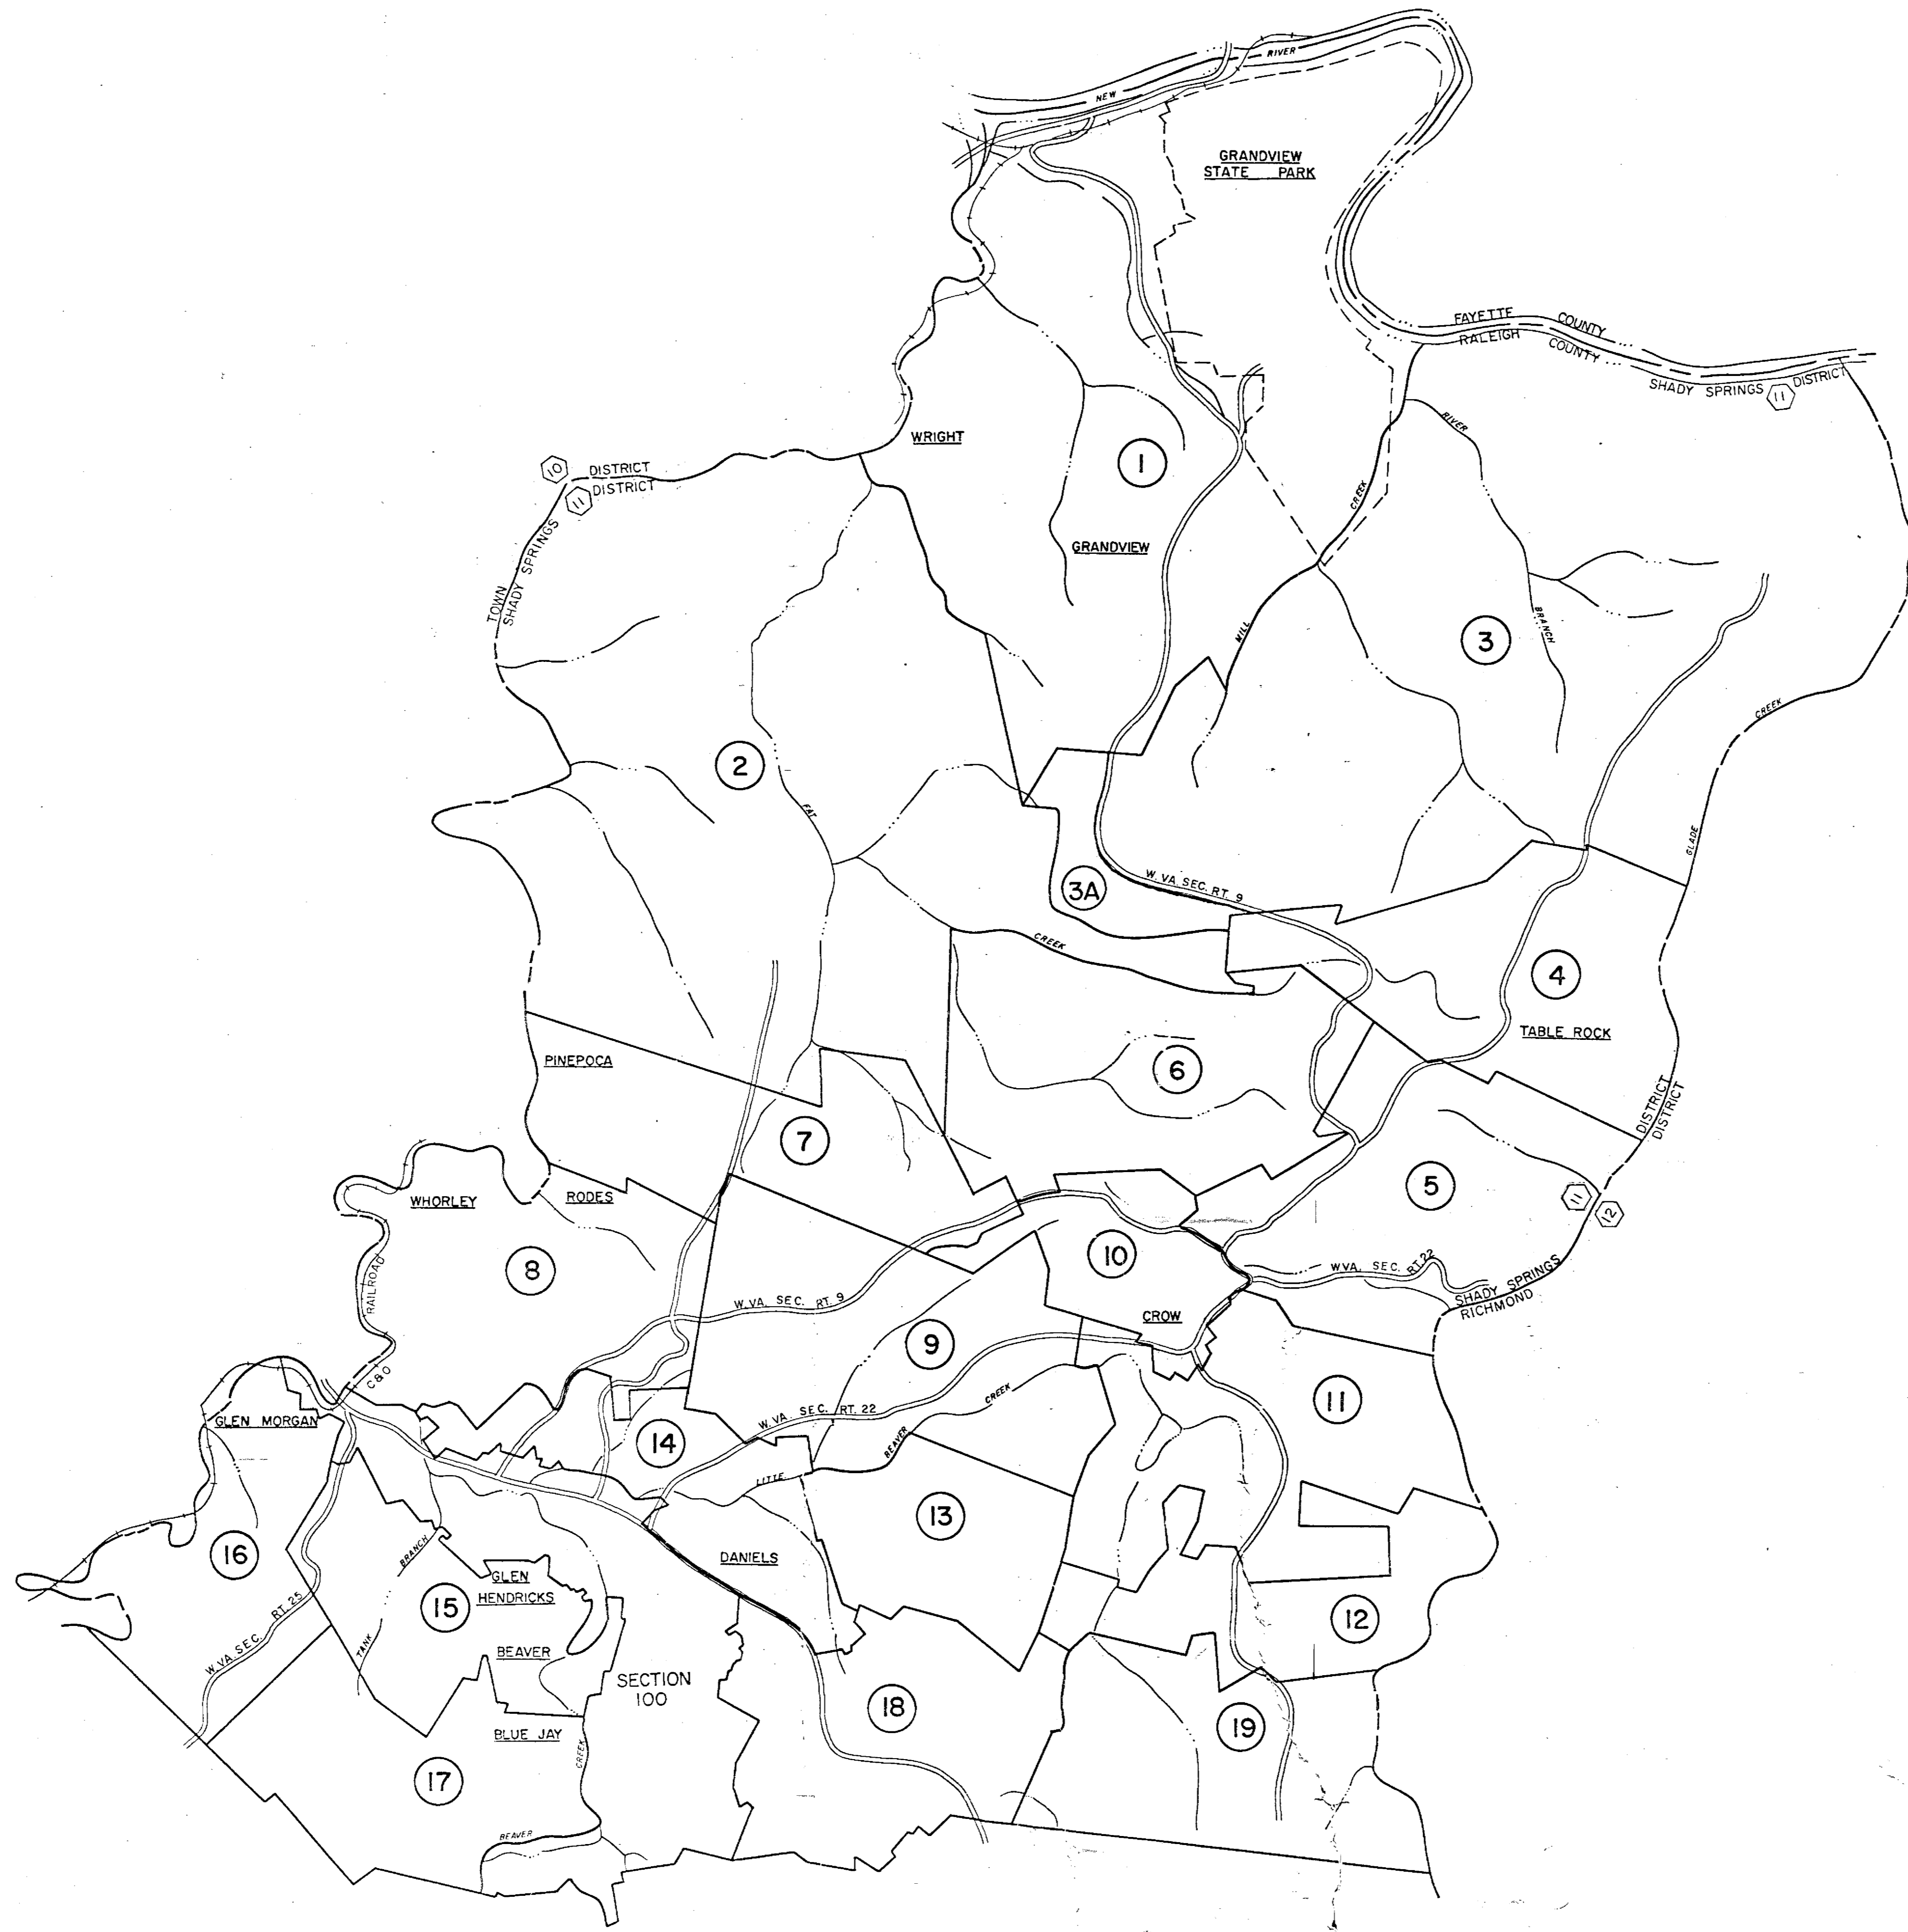 RIVER
NEW
GRANDVIEW
STATE PARK
FAYETTE COUNTY
RALEIGH COUNTY
SHADY SPRINGS 11 DISTRICT
RIVER
WRIGHT
1
10 DISTRICT
11 DISTRICT
TOWN
SHADY SPRINGS
CREEK
GRANDVIEW
BRANCH
MILL
3
CREEK
2
FAT
GLADE
3A
W. VA. SEC. RT. 9
CREEK
4
TABLE ROCK
PINEPOCA
6
DISTRICT
DISTRICT
7
WHORLEY
RODES
5
11
12
8
10
RAILROAD
W. VA. SEC. RT. 9
W.VA. SEC. RT. 22
SHADY SPRINGS
RICHMOND
CROW
9
C & O
CREEK
11
GLEN MORGAN
W. VA. SEC. RT. 22
14
BEAVER
LITTE
13
16
BRANCH
DANIELS
GLEN
HENDRICKS
15
W. VA. SEC. RT. 25
12
TANK
BEAVER
SECTION
100
18
19
BLUE JAY
CREEK
17
BEAVER